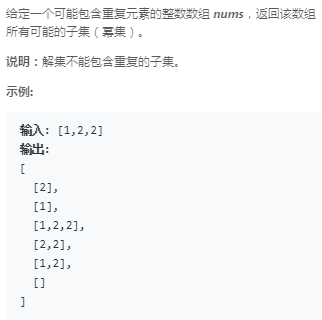 给定一个可能包含重复元素的整数数组 nums，返回该数组
所有可能的子集（幂集）。
说明：解集不能包含重复的子集。
示例:
输入: [1,2,2]
输出:
[
  [2],
  [1],
  [1,2,2],
  [2,2],
  [1,2],
  []
]